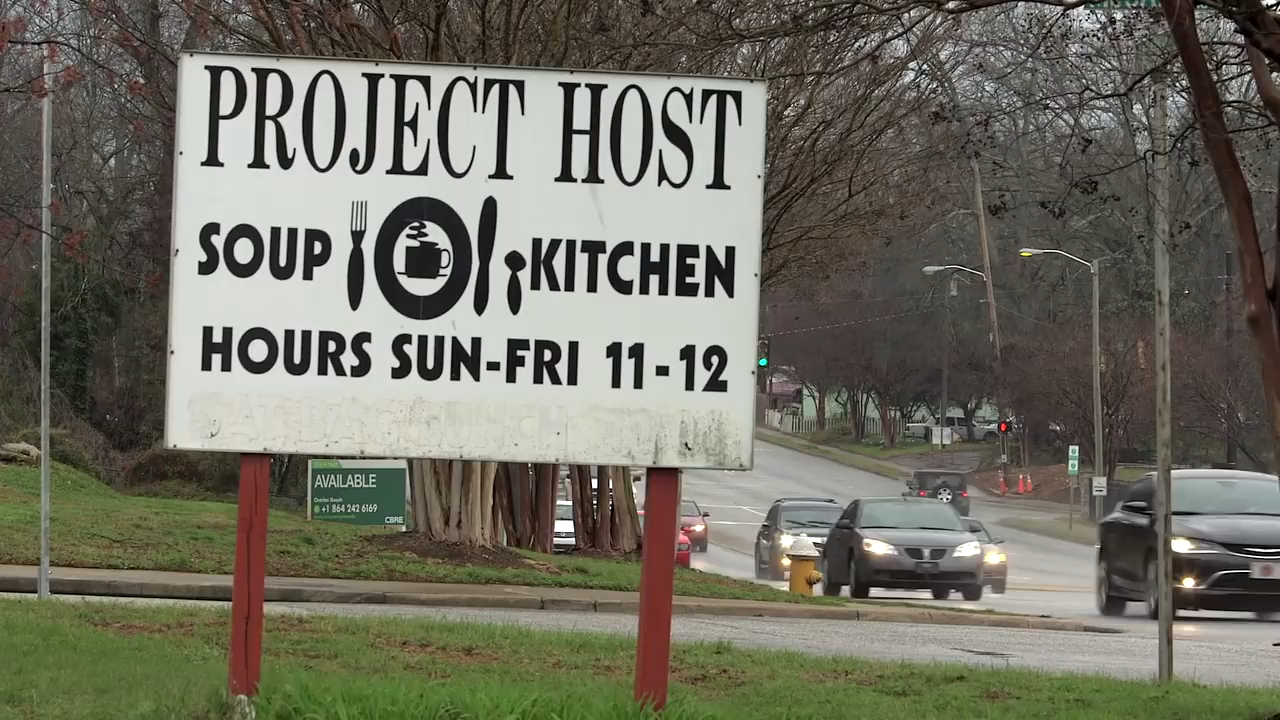 PROJECT HOST
SOUP KITCHEN
HOURS SUN-FRI 11-12
AVAILABLE
+1 864 242 6169
CBRE